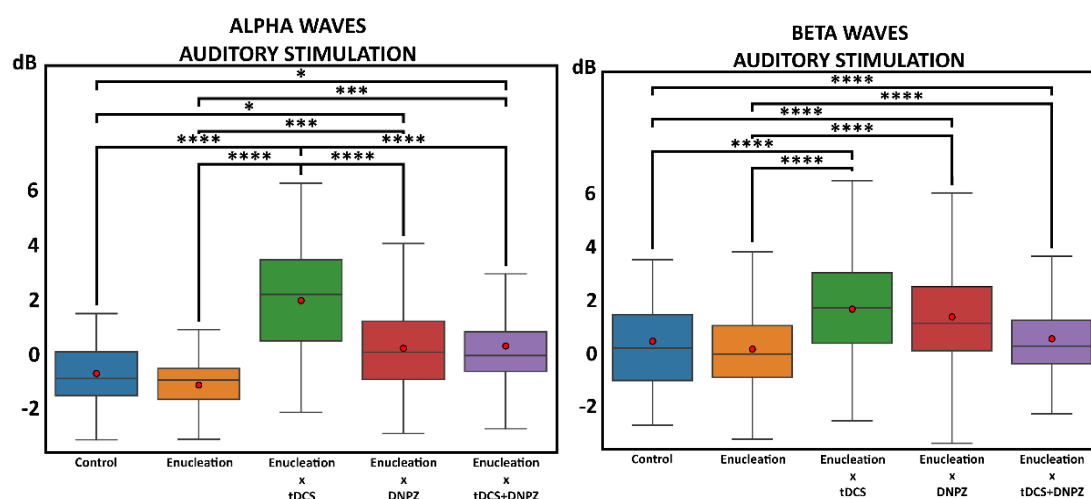 ALPHA WAVES
AUDITORY STIMULATION
dB
*
***
*
***
**** ****
**** ****
6
4
2
0
-2
Control Enucleation Enucleation x tDCS Enucleation x DNPZ Enucleation x tDCS+DNPZ
BETA WAVES
AUDITORY STIMULATION
dB
****
****
****
****
****
****
6
4
2
0
-2
Control Enucleation Enucleation x tDCS Enucleation x DNPZ Enucleation x tDCS+DNPZ